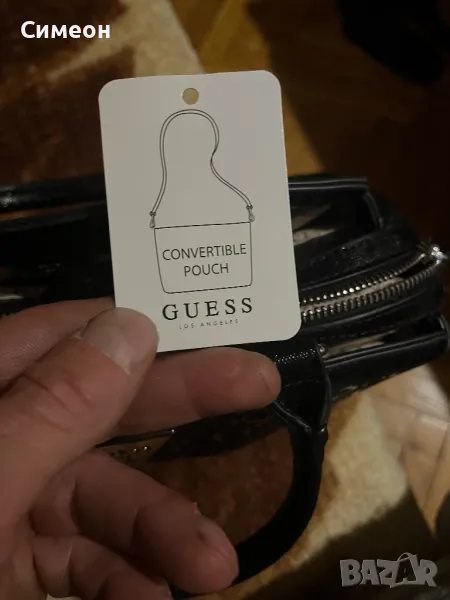 Симеон
CONVERTIBLE
POUCH
GUESS
LOS ANGELES
BAZAR